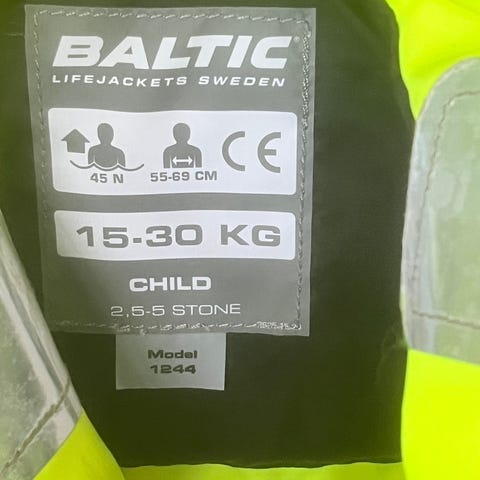 BALTIC
LIFEJACKETS SWEDEN
45 N 55-69 CM CE
15-30 KG
CHILD
2,5-5 STONE
Model
1244